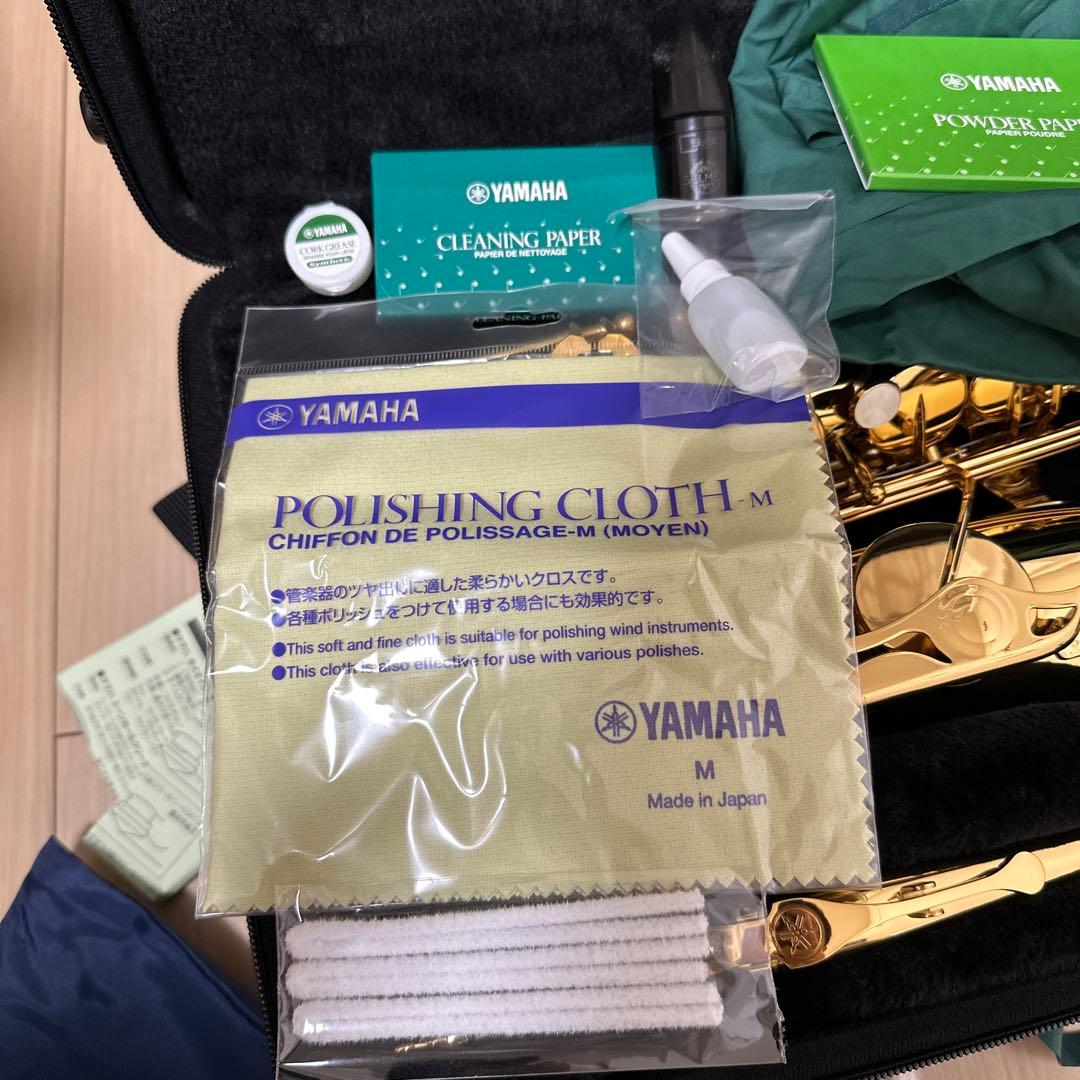 YAMAHA
POWDER PAP
PAPIER POUDRE
YAMAHA
CLEANING PAPER
PAPIER DE NETTOYAGE
YAMAHA
CORK GREASE
Synthetic
CLEANING PA
YAMAHA
POLISHING CLOTH-M
CHIFFON DE POLISSAGE-M (MOYEN)
●管楽器のツヤ出しに適した柔らかいクロスです。
●各種ポリッシュをつけて使用する場合にも効果的です。
●This soft and fine cloth is suitable for polishing wind instruments.
●This cloth is also effective for use with various polishes.
YAMAHA
M
Made in Japan